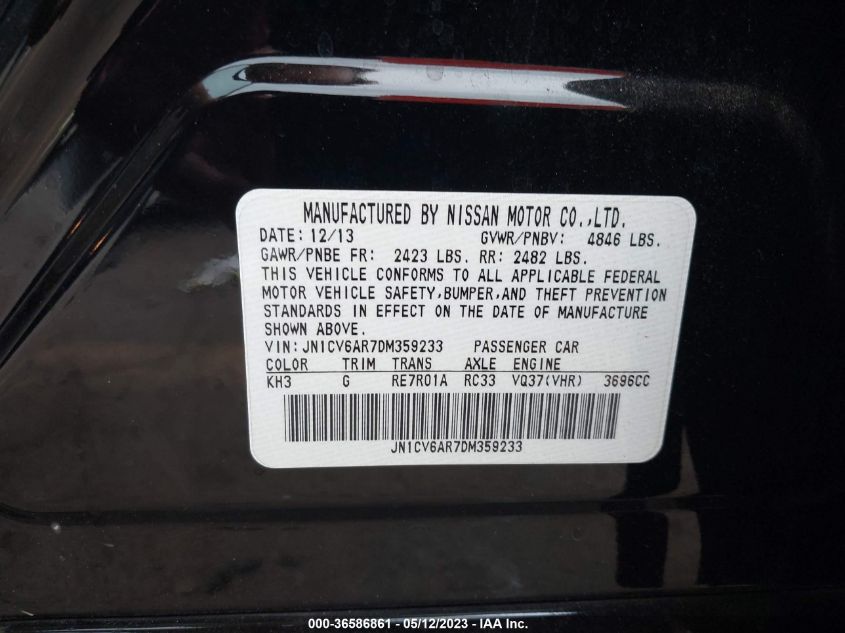 MANUFACTURED BY NISSAN MOTOR CO.,LTD.
DATE: 12/13 GVWR/PNBV: 4846 LBS.
GAWR/PNBE FR: 2423 LBS. RR: 2482 LBS.
THIS VEHICLE CONFORMS TO ALL APPLICABLE FEDERAL
MOTOR VEHICLE SAFETY,BUMPER,AND THEFT PREVENTION
STANDARDS IN EFFECT ON THE DATE OF MANUFACTURE
SHOWN ABOVE.
VIN: JN1CV6AR7DM359233 PASSENGER CAR
COLOR TRIM TRANS AXLE ENGINE
KH3 G RE7R01A RC33 VQ37(VHR) 3696CC
JN1CV6AR7DM359233
000-36586861 - 05/12/2023 - IAA Inc.